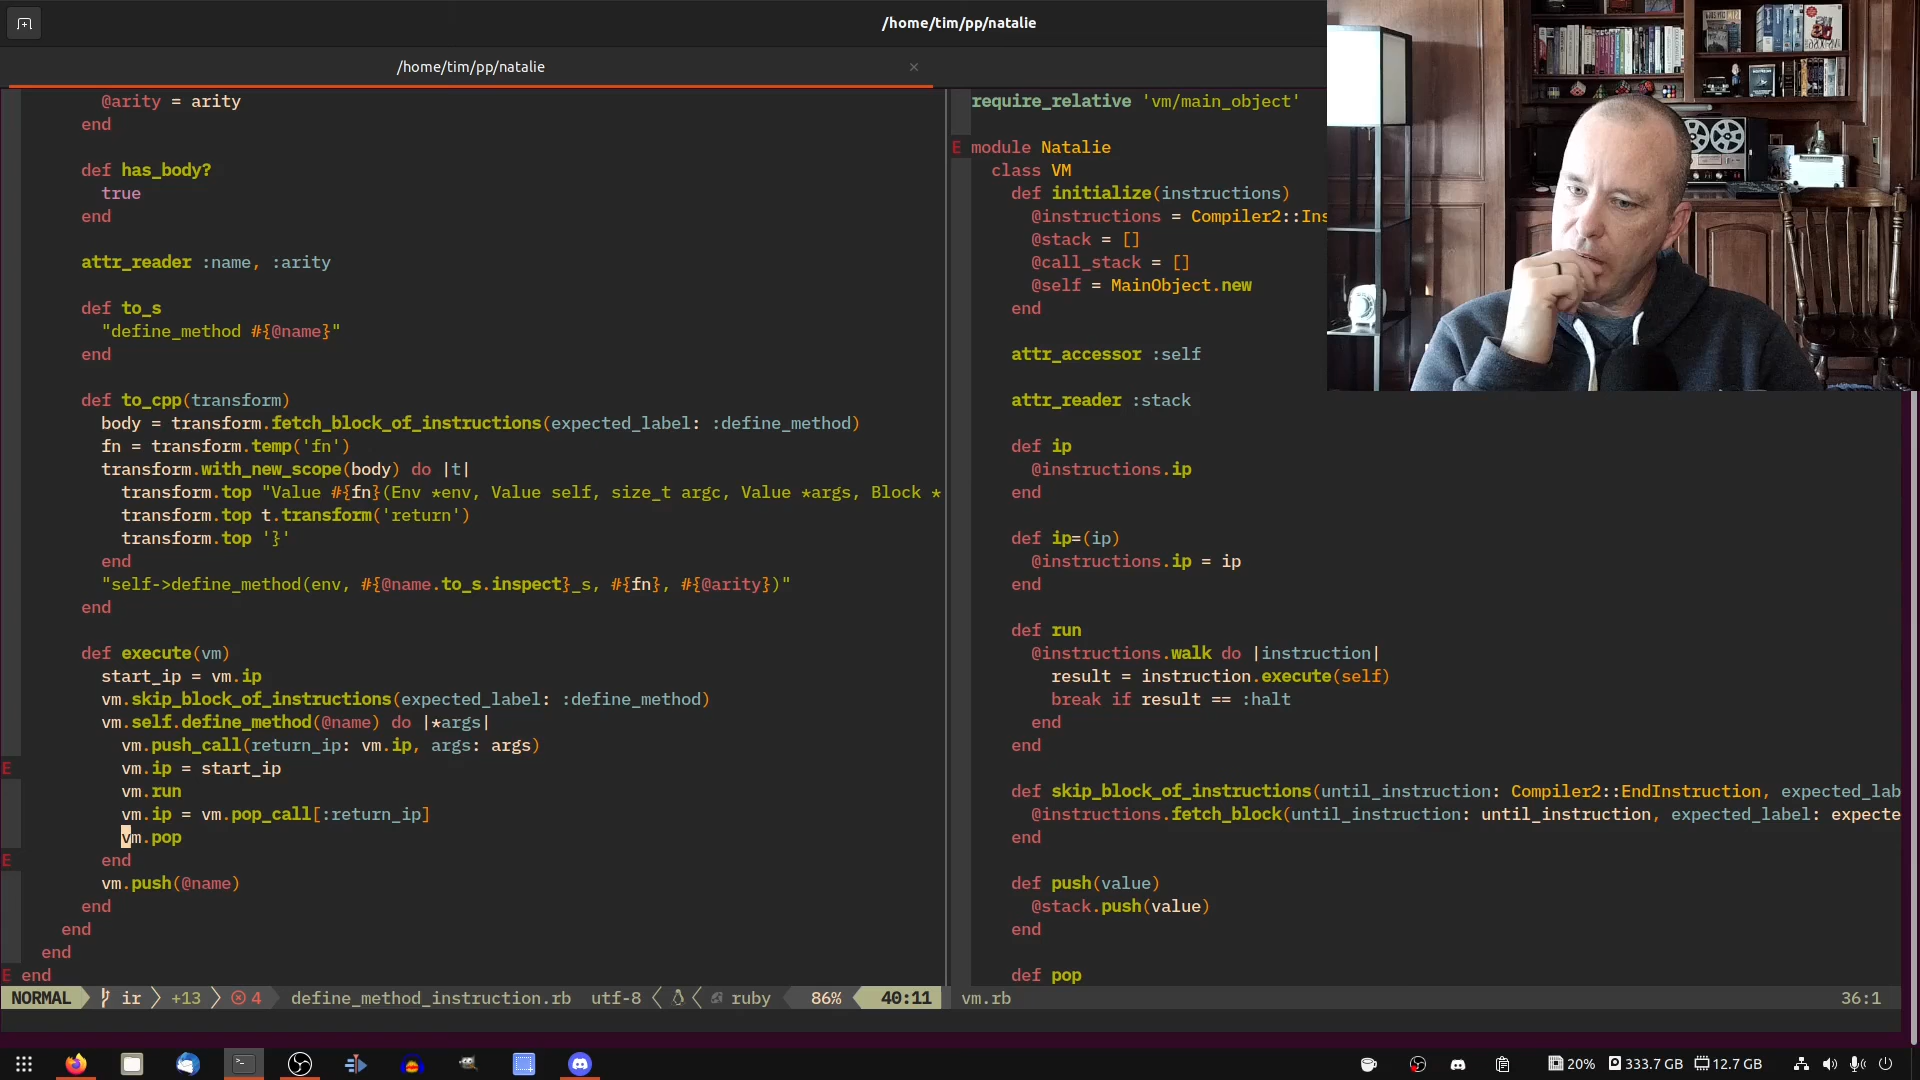 /home/tim/pp/natalie
/home/tim/pp/natalie ×
@arity = arity
end
def has_body?
true
end
attr_reader :name, :arity
def to_s
"define_method #{@name}"
end
def to_cpp(transform)
body = transform.fetch_block_of_instructions(expected_label: :define_method)
fn = transform.temp('fn')
transform.with_new_scope(body) do |t|
transform.top "Value #{fn}(Env *env, Value self, size_t argc, Value *args, Block *
transform.top t.transform('return')
transform.top '}'
end
"self->define_method(env, #{@name.to_s.inspect}_s, #{fn}, #{@arity})"
end
def execute(vm)
start_ip = vm.ip
vm.skip_block_of_instructions(expected_label: :define_method)
vm.self.define_method(@name) do |*args|
vm.push_call(return_ip: vm.ip, args: args)
E vm.ip = start_ip
vm.run
vm.ip = vm.pop_call[:return_ip]
vm.pop
E end
vm.push(@name)
end
end
end
E end
NORMAL ir +13 4 define_method_instruction.rb utf-8 ruby 86% 40:11
require_relative 'vm/main_object'
E module Natalie
class VM
def initialize(instructions)
@instructions = Compiler2::Ins
@stack = []
@call_stack = []
@self = MainObject.new
end
attr_accessor :self
attr_reader :stack
def ip
@instructions.ip
end
def ip=(ip)
@instructions.ip = ip
end
def run
@instructions.walk do |instruction|
result = instruction.execute(self)
break if result == :halt
end
end
def skip_block_of_instructions(until_instruction: Compiler2::EndInstruction, expected_lab
@instructions.fetch_block(until_instruction: until_instruction, expected_label: expecte
end
def push(value)
@stack.push(value)
end
def pop
vm.rb 36:1
20% 333.7 GB 12.7 GB